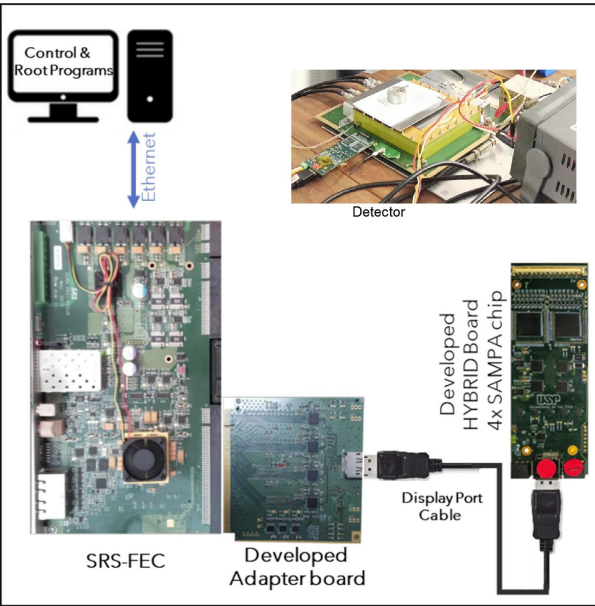 Control &
Root Programs
Ethernet
Detector
Developed
HYBRID Board
4x SAMPA chip
SRS
USP
Display Port
Cable
SRS-FEC
Developed
Adapter board